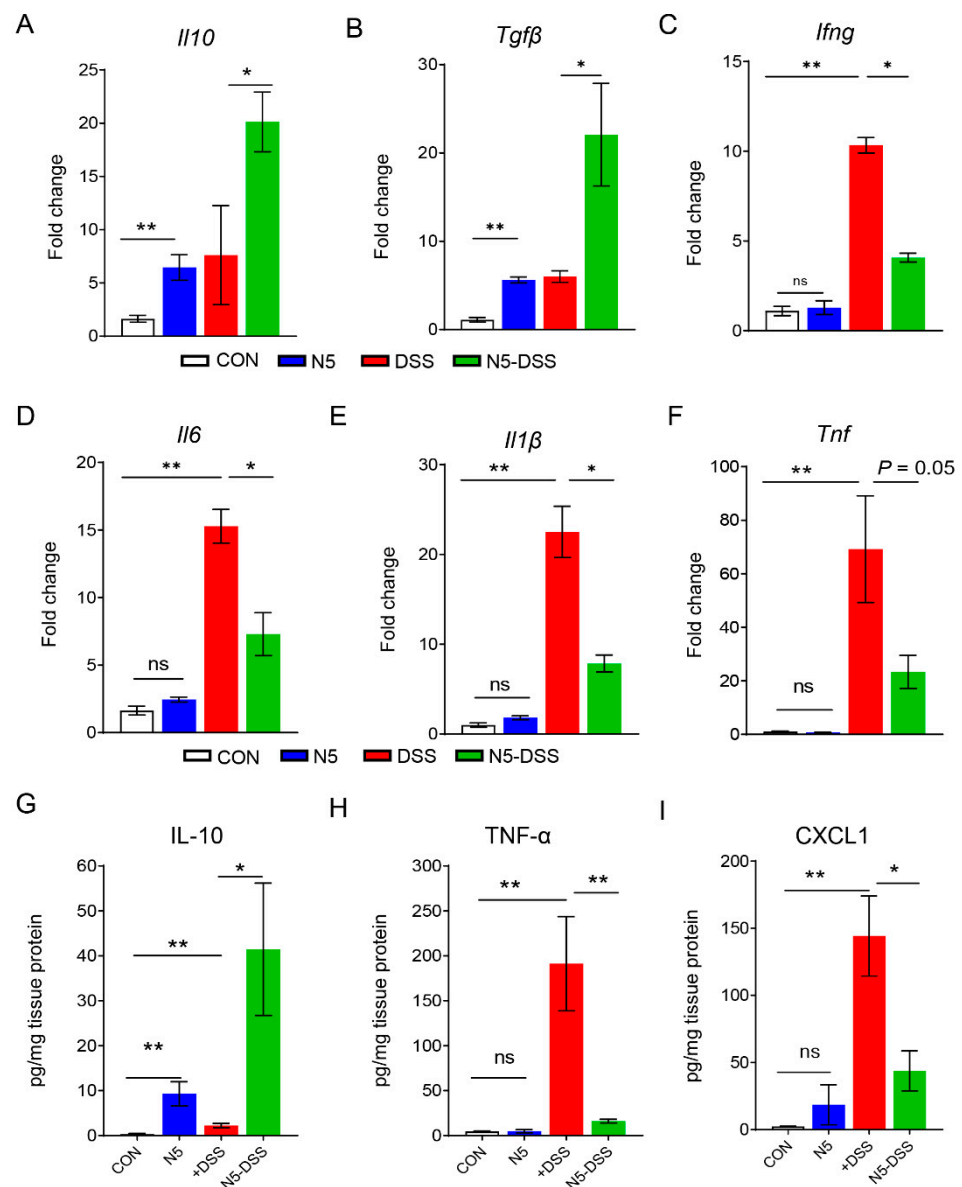 A
Il10
Fold change
25
20
15
10
5
0
**
*
B
Tgfβ
Fold change
30
20
10
0
**
*
C
Ifng
Fold change
15
10
5
0
**
*
ns
CON N5 DSS N5-DSS
D
Il6
Fold change
20
15
10
5
0
**
*
ns
E
Il1β
Fold change
30
20
10
0
**
*
ns
F
Tnf
Fold change
100
80
60
40
20
0
**
P = 0.05
ns
CON N5 DSS N5-DSS
G
IL-10
pg/mg tissue protein
60
50
40
30
20
10
0
*
**
**
CON N5 +DSS N5-DSS
H
TNF-α
pg/mg tissue protein
300
250
200
150
100
50
0
**
**
ns
CON N5 +DSS N5-DSS
I
CXCL1
pg/mg tissue protein
200
150
100
50
0
**
*
ns
CON N5 +DSS N5-DSS